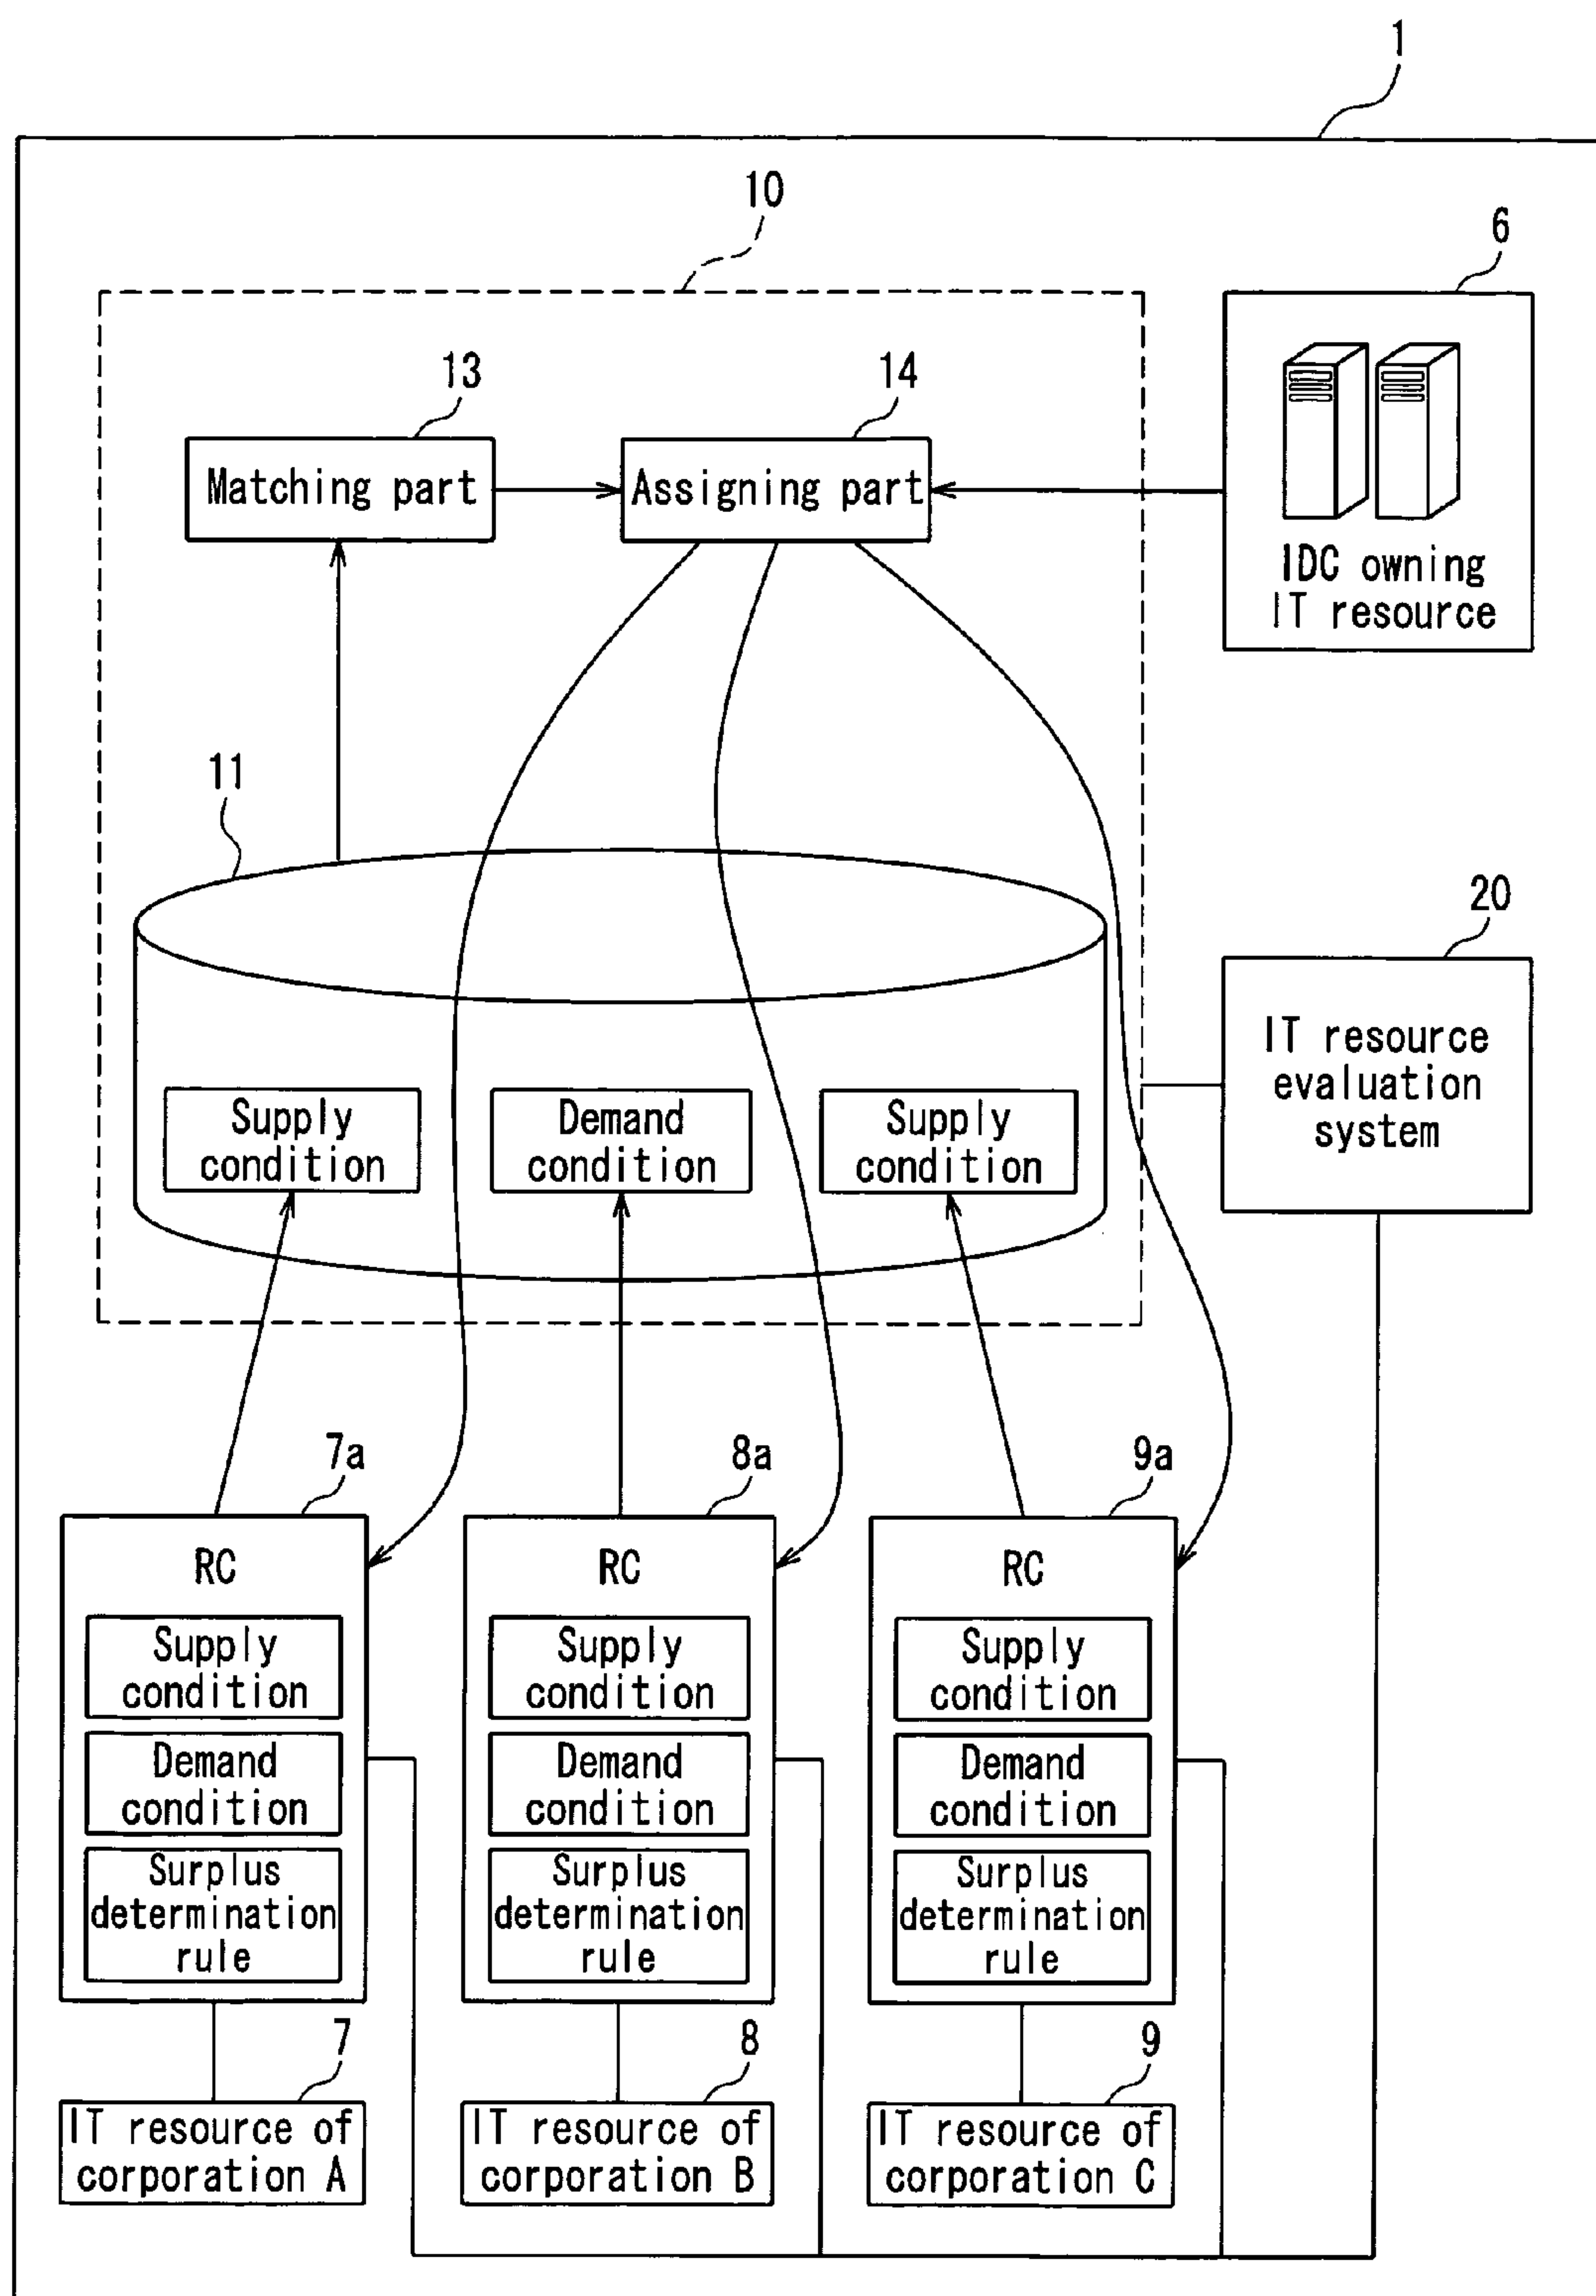 1
10
6
13
14
Matching part
Assigning part
IDC owning
IT resource
11
20
IT resource
evaluation
system
Supply
condition
Demand
condition
Supply
condition
7a
8a
9a
RC
Supply
condition
Demand
condition
Surplus
determination
rule
RC
Supply
condition
Demand
condition
Surplus
determination
rule
RC
Supply
condition
Demand
condition
Surplus
determination
rule
7
8
9
IT resource of
corporation A
IT resource of
corporation B
IT resource of
corporation C